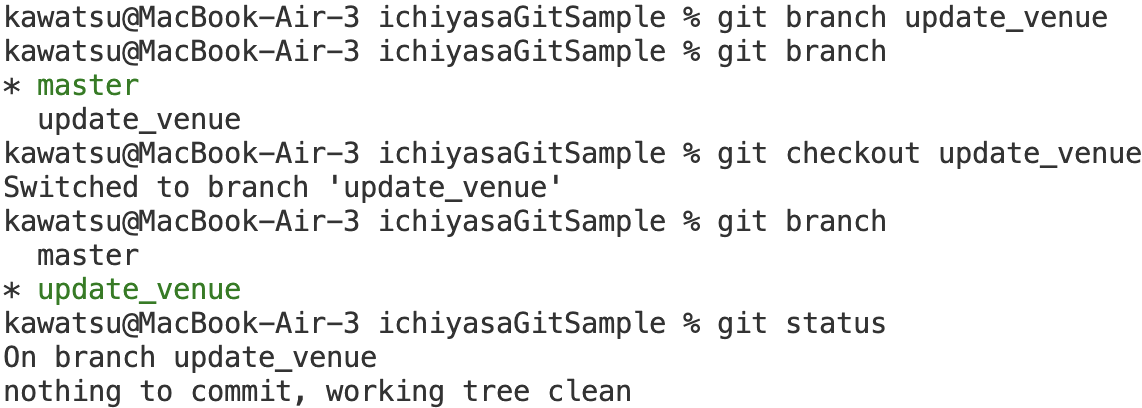 kawatsu@MacBook-Air-3 ichiyasaGitSample % git branch update_venue
kawatsu@MacBook-Air-3 ichiyasaGitSample % git branch
* master
  update_venue
kawatsu@MacBook-Air-3 ichiyasaGitSample % git checkout update_venue
Switched to branch 'update_venue'
kawatsu@MacBook-Air-3 ichiyasaGitSample % git branch
  master
* update_venue
kawatsu@MacBook-Air-3 ichiyasaGitSample % git status
On branch update_venue
nothing to commit, working tree clean